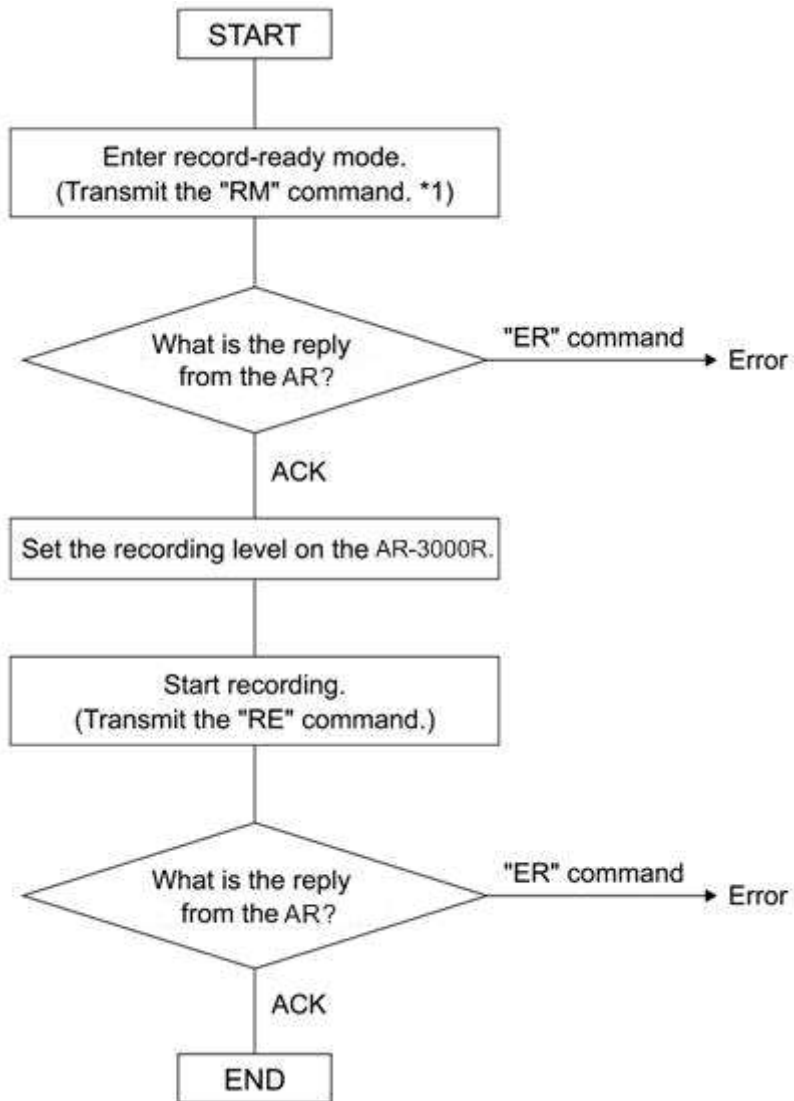 START
Enter record-ready mode.
(Transmit the "RM" command. *1)
What is the reply
from the AR?
"ER" command
Error
ACK
Set the recording level on the AR-3000R.
Start recording.
(Transmit the "RE" command.)
What is the reply
from the AR?
"ER" command
Error
ACK
END